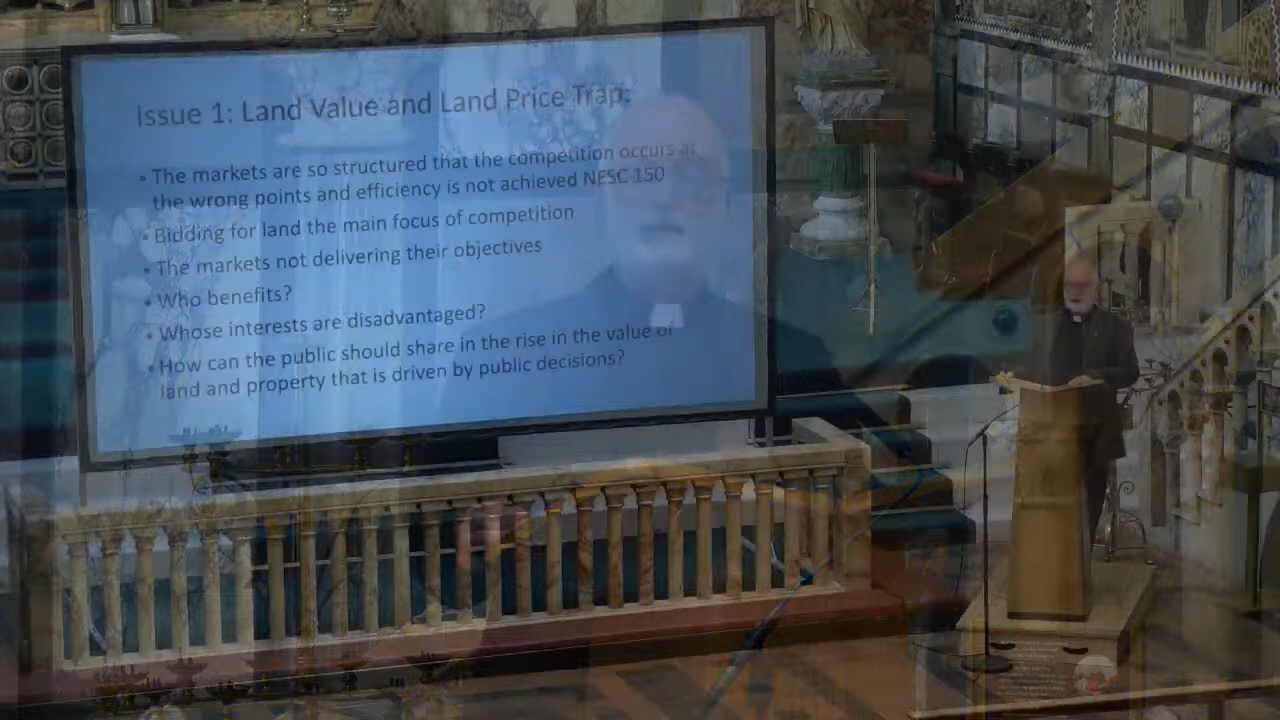 Issue 1: Land Value and Land Price Trap:
• The markets are so structured that the competition occurs at
the wrong points and efficiency is not achieved NESC 150
• Bidding for land the main focus of competition
• The markets not delivering their objectives
• Who benefits?
• Whose interests are disadvantaged?
• How can the public should share in the rise in the value of
land and property that is driven by public decisions?